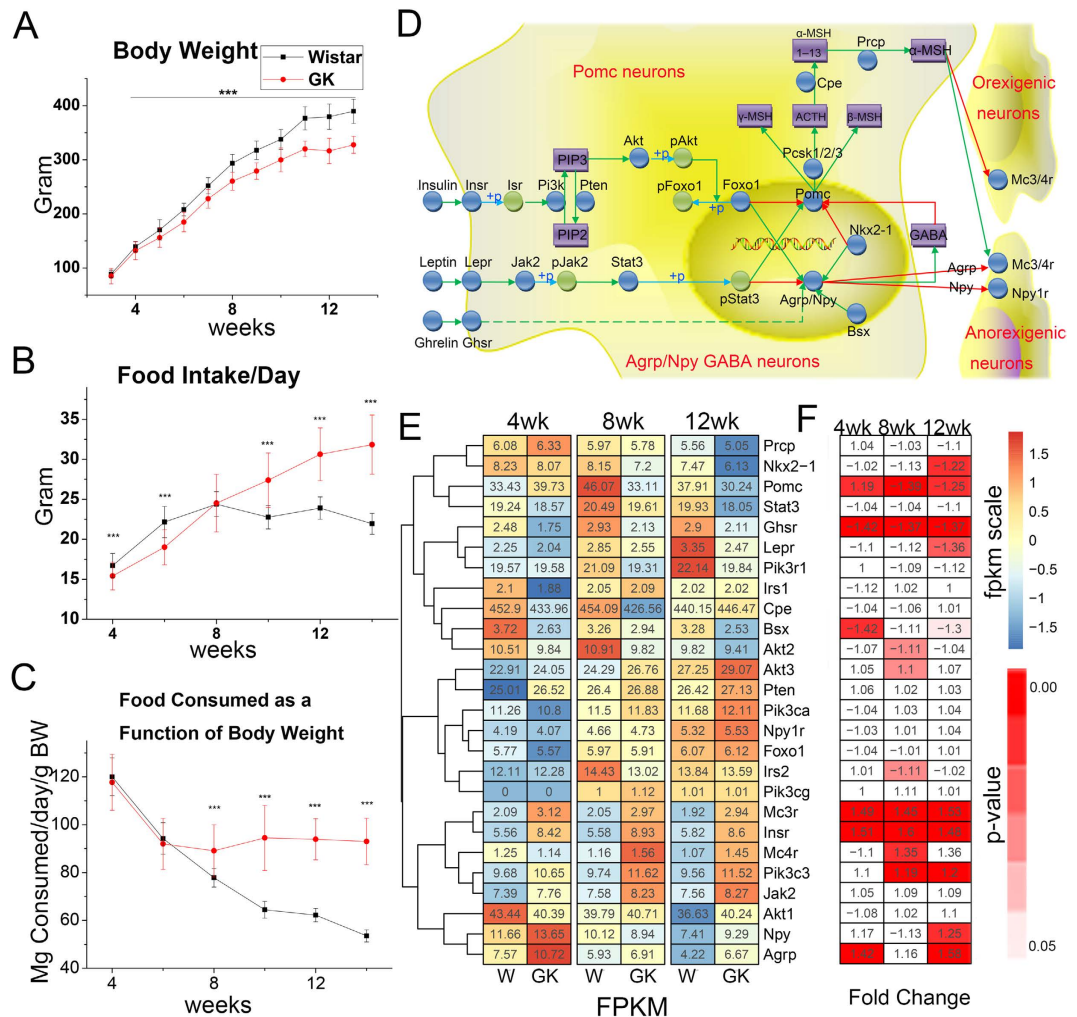 A
Body Weight
Wistar
GK
***
400
300
200
100
Gram
4
8
12
weeks
B
Food Intake/Day
***
***
***
***
***
35
30
25
20
15
10
Gram
4
8
12
weeks
C
Food Consumed as a
Function of Body Weight
***
***
***
***
120
100
80
60
40
Mg Consumed/day/g BW
4
8
12
weeks
D
Pomc neurons
α-MSH
1–13
Prcp
α-MSH
Cpe
Orexigenic
neurons
γ-MSH
ACTH
β-MSH
Akt
+p
pAkt
Pcsk1/2/3
PIP3
Mc3/4r
Insulin
Insr
+p
Isr
Pi3k
Pten
pFoxo1
+p
Foxo1
Pomc
PIP2
Nkx2-1
GABA
Leptin
Lepr
Jak2
+p
pJak2
Stat3
+p
Agrp
Mc3/4r
Npy
Npy1r
pStat3
Agrp/Npy
Bsx
Ghrelin
Ghsr
Anorexigenic
neurons
Agrp/Npy GABA neurons
E
4wk 8wk 12wk
6.08 6.33 5.97 5.78 5.56 5.05 Prcp
8.23 8.07 8.15 7.2 7.47 6.13 Nkx2−1
33.43 39.73 46.07 33.11 37.91 30.24 Pomc
19.24 18.57 20.49 19.61 19.93 18.05 Stat3
2.48 1.75 2.93 2.13 2.9 2.11 Ghsr
2.25 2.04 2.85 2.55 3.35 2.47 Lepr
19.57 19.58 21.09 19.31 22.14 19.84 Pik3r1
2.1 1.88 2.05 2.09 2.02 2.02 Irs1
452.9 433.96 454.09 426.56 440.15 446.47 Cpe
3.72 2.63 3.26 2.94 3.28 2.53 Bsx
10.51 9.84 10.91 9.82 9.82 9.41 Akt2
22.91 24.05 24.29 26.76 27.25 29.07 Akt3
25.01 26.52 26.4 26.88 26.42 27.13 Pten
11.26 10.8 11.5 11.83 11.68 12.11 Pik3ca
4.19 4.07 4.66 4.73 5.32 5.53 Npy1r
5.77 5.57 5.97 5.91 6.07 6.12 Foxo1
12.11 12.28 14.43 13.02 13.84 13.59 Irs2
0 0 1 1.12 1.01 1.01 Pik3cg
2.09 3.12 2.05 2.97 1.92 2.94 Mc3r
5.56 8.42 5.58 8.93 5.82 8.6 Insr
1.25 1.14 1.16 1.56 1.07 1.45 Mc4r
9.68 10.65 9.74 11.62 9.56 11.52 Pik3c3
7.39 7.76 7.58 8.23 7.56 8.27 Jak2
43.44 40.39 39.79 40.71 36.63 40.24 Akt1
11.66 13.65 10.12 8.94 7.41 9.29 Npy
7.57 10.72 5.93 6.91 4.22 6.67 Agrp
W GK W GK W GK
FPKM
F
4wk 8wk 12wk
1.04 −1.03 −1.1
−1.02 −1.13 −1.22
1.19 −1.25
−1.04 −1.04 −1.1
−1.42
−1.1 −1.12 −1.36
1 −1.09 −1.12
−1.12 1.02 1
−1.04 −1.06 1.01
−1.42 −1.11 −1.3
−1.07 −1.11 −1.04
1.05 1.1 1.07
1.06 1.02 1.03
−1.04 1.03 1.04
−1.03 1.01 1.04
−1.04 −1.01 1.01
1.01 −1.11 −1.02
1 1.11 1.01
−1.1 1.35 1.36
1.1 1.19 1.2
1.05 1.09 1.09
−1.08 1.02 1.1
1.17 −1.13 1.25
1.16
Fold Change
fpkm scale
1.5
1
0.5
0
−0.5
−1
−1.5
p-value
0.00
0.05